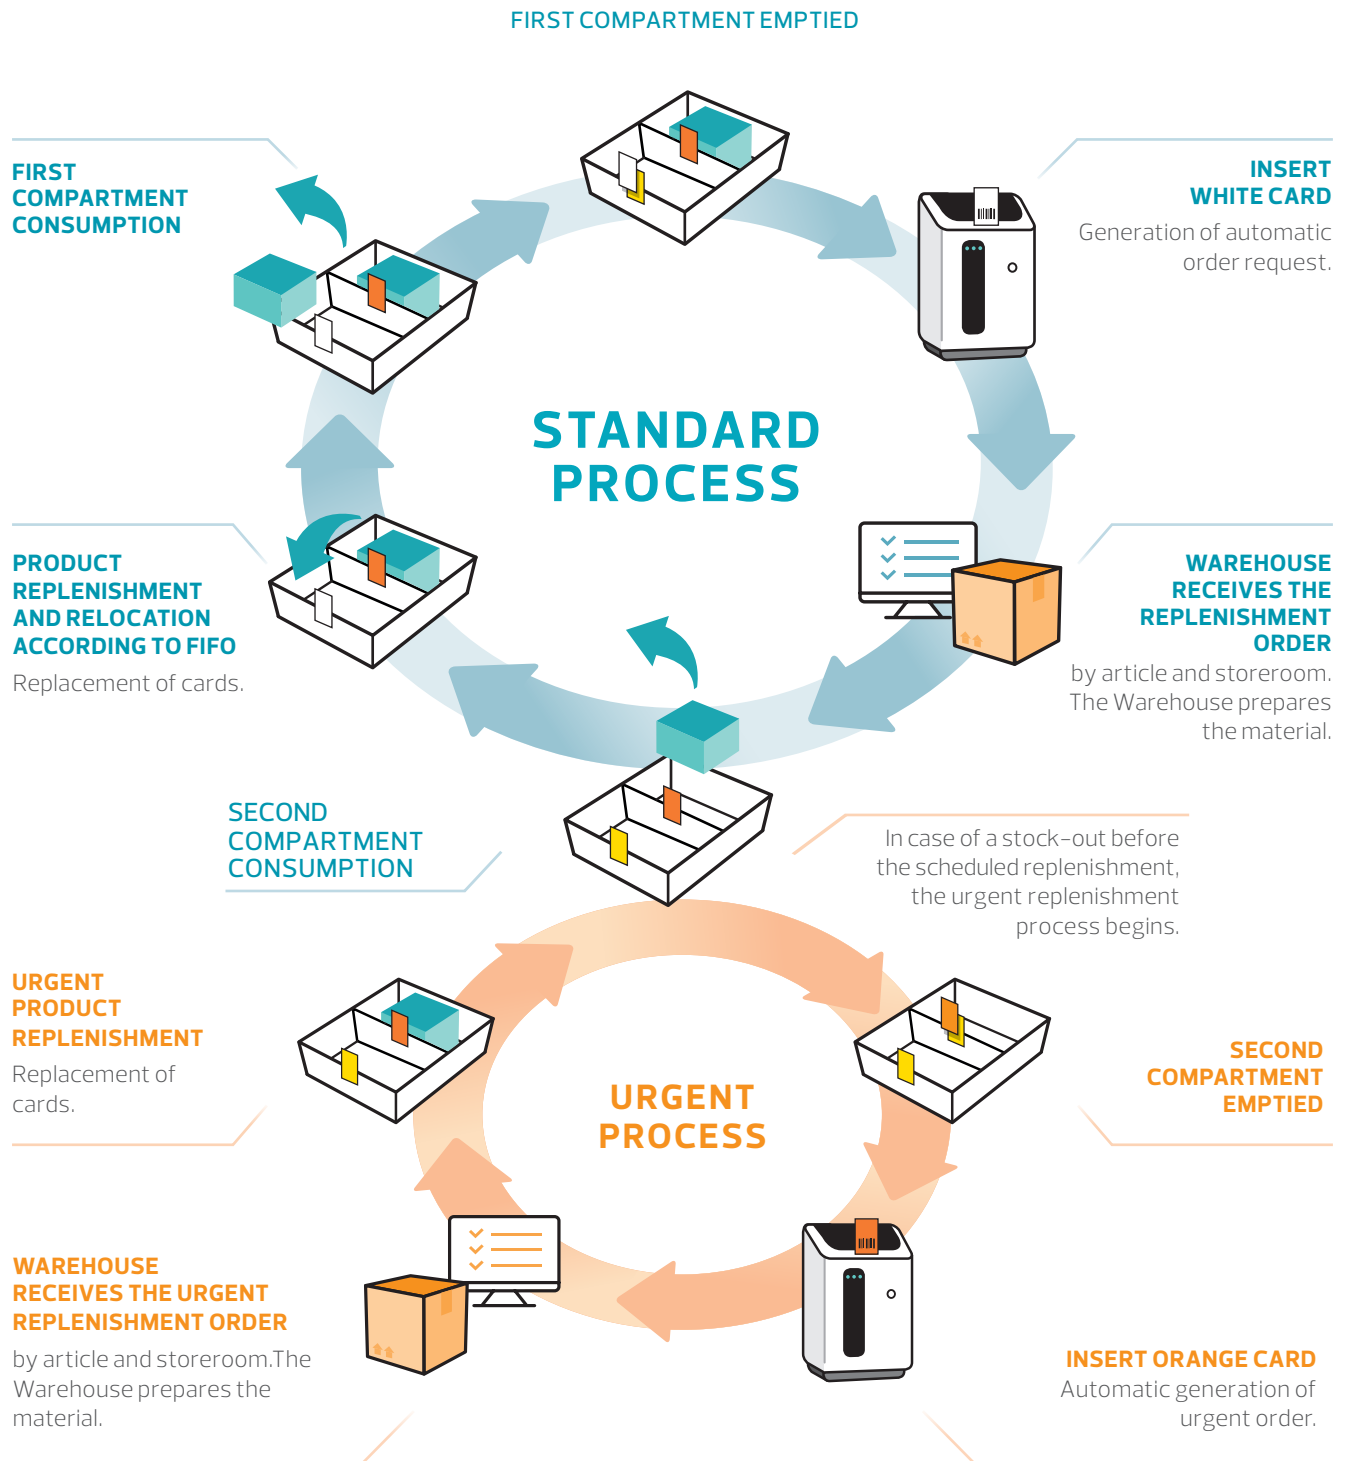 FIRST COMPARTMENT EMPTIED
FIRST
COMPARTMENT
CONSUMPTION
INSERT
WHITE CARD
Generation of automatic
order request.
STANDARD
PROCESS
PRODUCT
REPLENISHMENT
AND RELOCATION
ACCORDING TO FIFO
Replacement of cards.
WAREHOUSE
RECEIVES THE
REPLENISHMENT
ORDER
by article and storeroom.
The Warehouse prepares
the material.
SECOND
COMPARTMENT
CONSUMPTION
In case of a stock-out before
the scheduled replenishment,
the urgent replenishment
process begins.
URGENT
PRODUCT
REPLENISHMENT
Replacement of
cards.
URGENT
PROCESS
SECOND
COMPARTMENT
EMPTIED
WAREHOUSE
RECEIVES THE URGENT
REPLENISHMENT ORDER
by article and storeroom.The
Warehouse prepares the
material.
INSERT ORANGE CARD
Automatic generation of
urgent order.